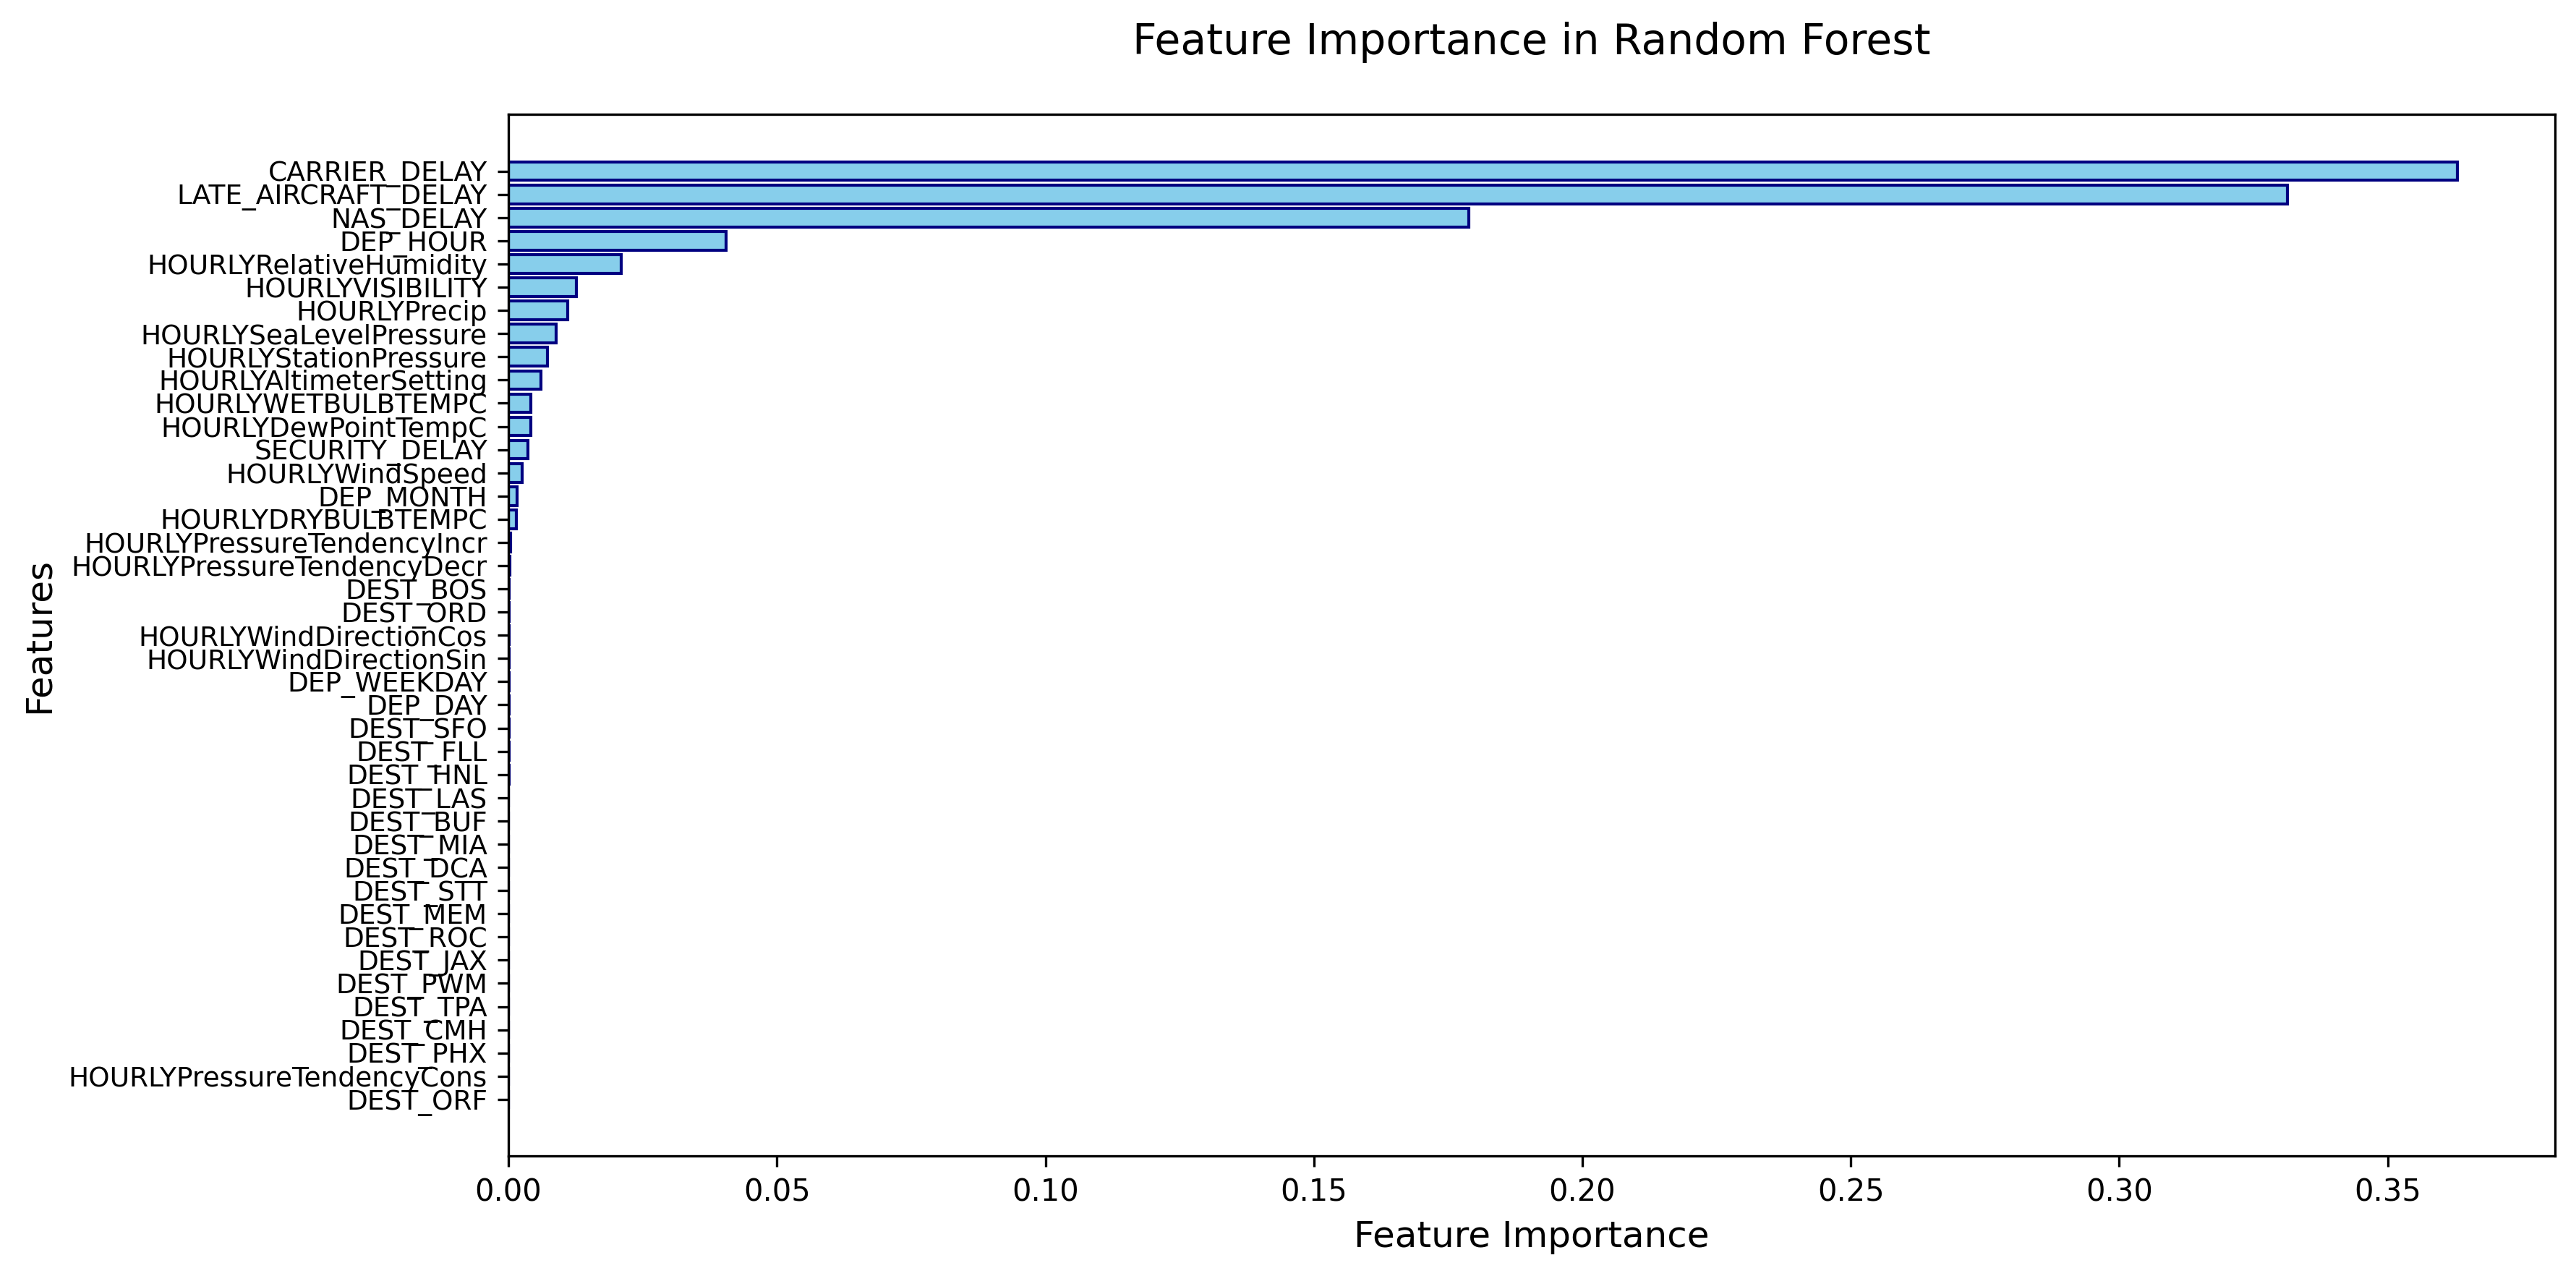 Feature Importance in Random Forest
CARRIER_DELAY
LATE_AIRCRAFT_DELAY
NAS_DELAY
DEP_HOUR
HOURLYRelativeHumidity
HOURLYVISIBILITY
HOURLYPrecip
HOURLYSeaLevelPressure
HOURLYStationPressure
HOURLYAltimeterSetting
HOURLYWETBULBTEMPC
HOURLYDewPointTempC
SECURITY_DELAY
HOURLYWindSpeed
DEP_MONTH
HOURLYDRYBULBTEMPC
HOURLYPressureTendencyIncr
HOURLYPressureTendencyDecr
DEST_BOS
DEST_ORD
HOURLYWindDirectionCos
HOURLYWindDirectionSin
DEP_WEEKDAY
DEP_DAY
DEST_SFO
DEST_FLL
DEST_HNL
DEST_LAS
DEST_BUF
DEST_MIA
DEST_DCA
DEST_STT
DEST_MEM
DEST_ROC
DEST_JAX
DEST_PWM
DEST_TPA
DEST_CMH
DEST_PHX
HOURLYPressureTendencyCons
DEST_ORF
Features
0.00 0.05 0.10 0.15 0.20 0.25 0.30 0.35
Feature Importance